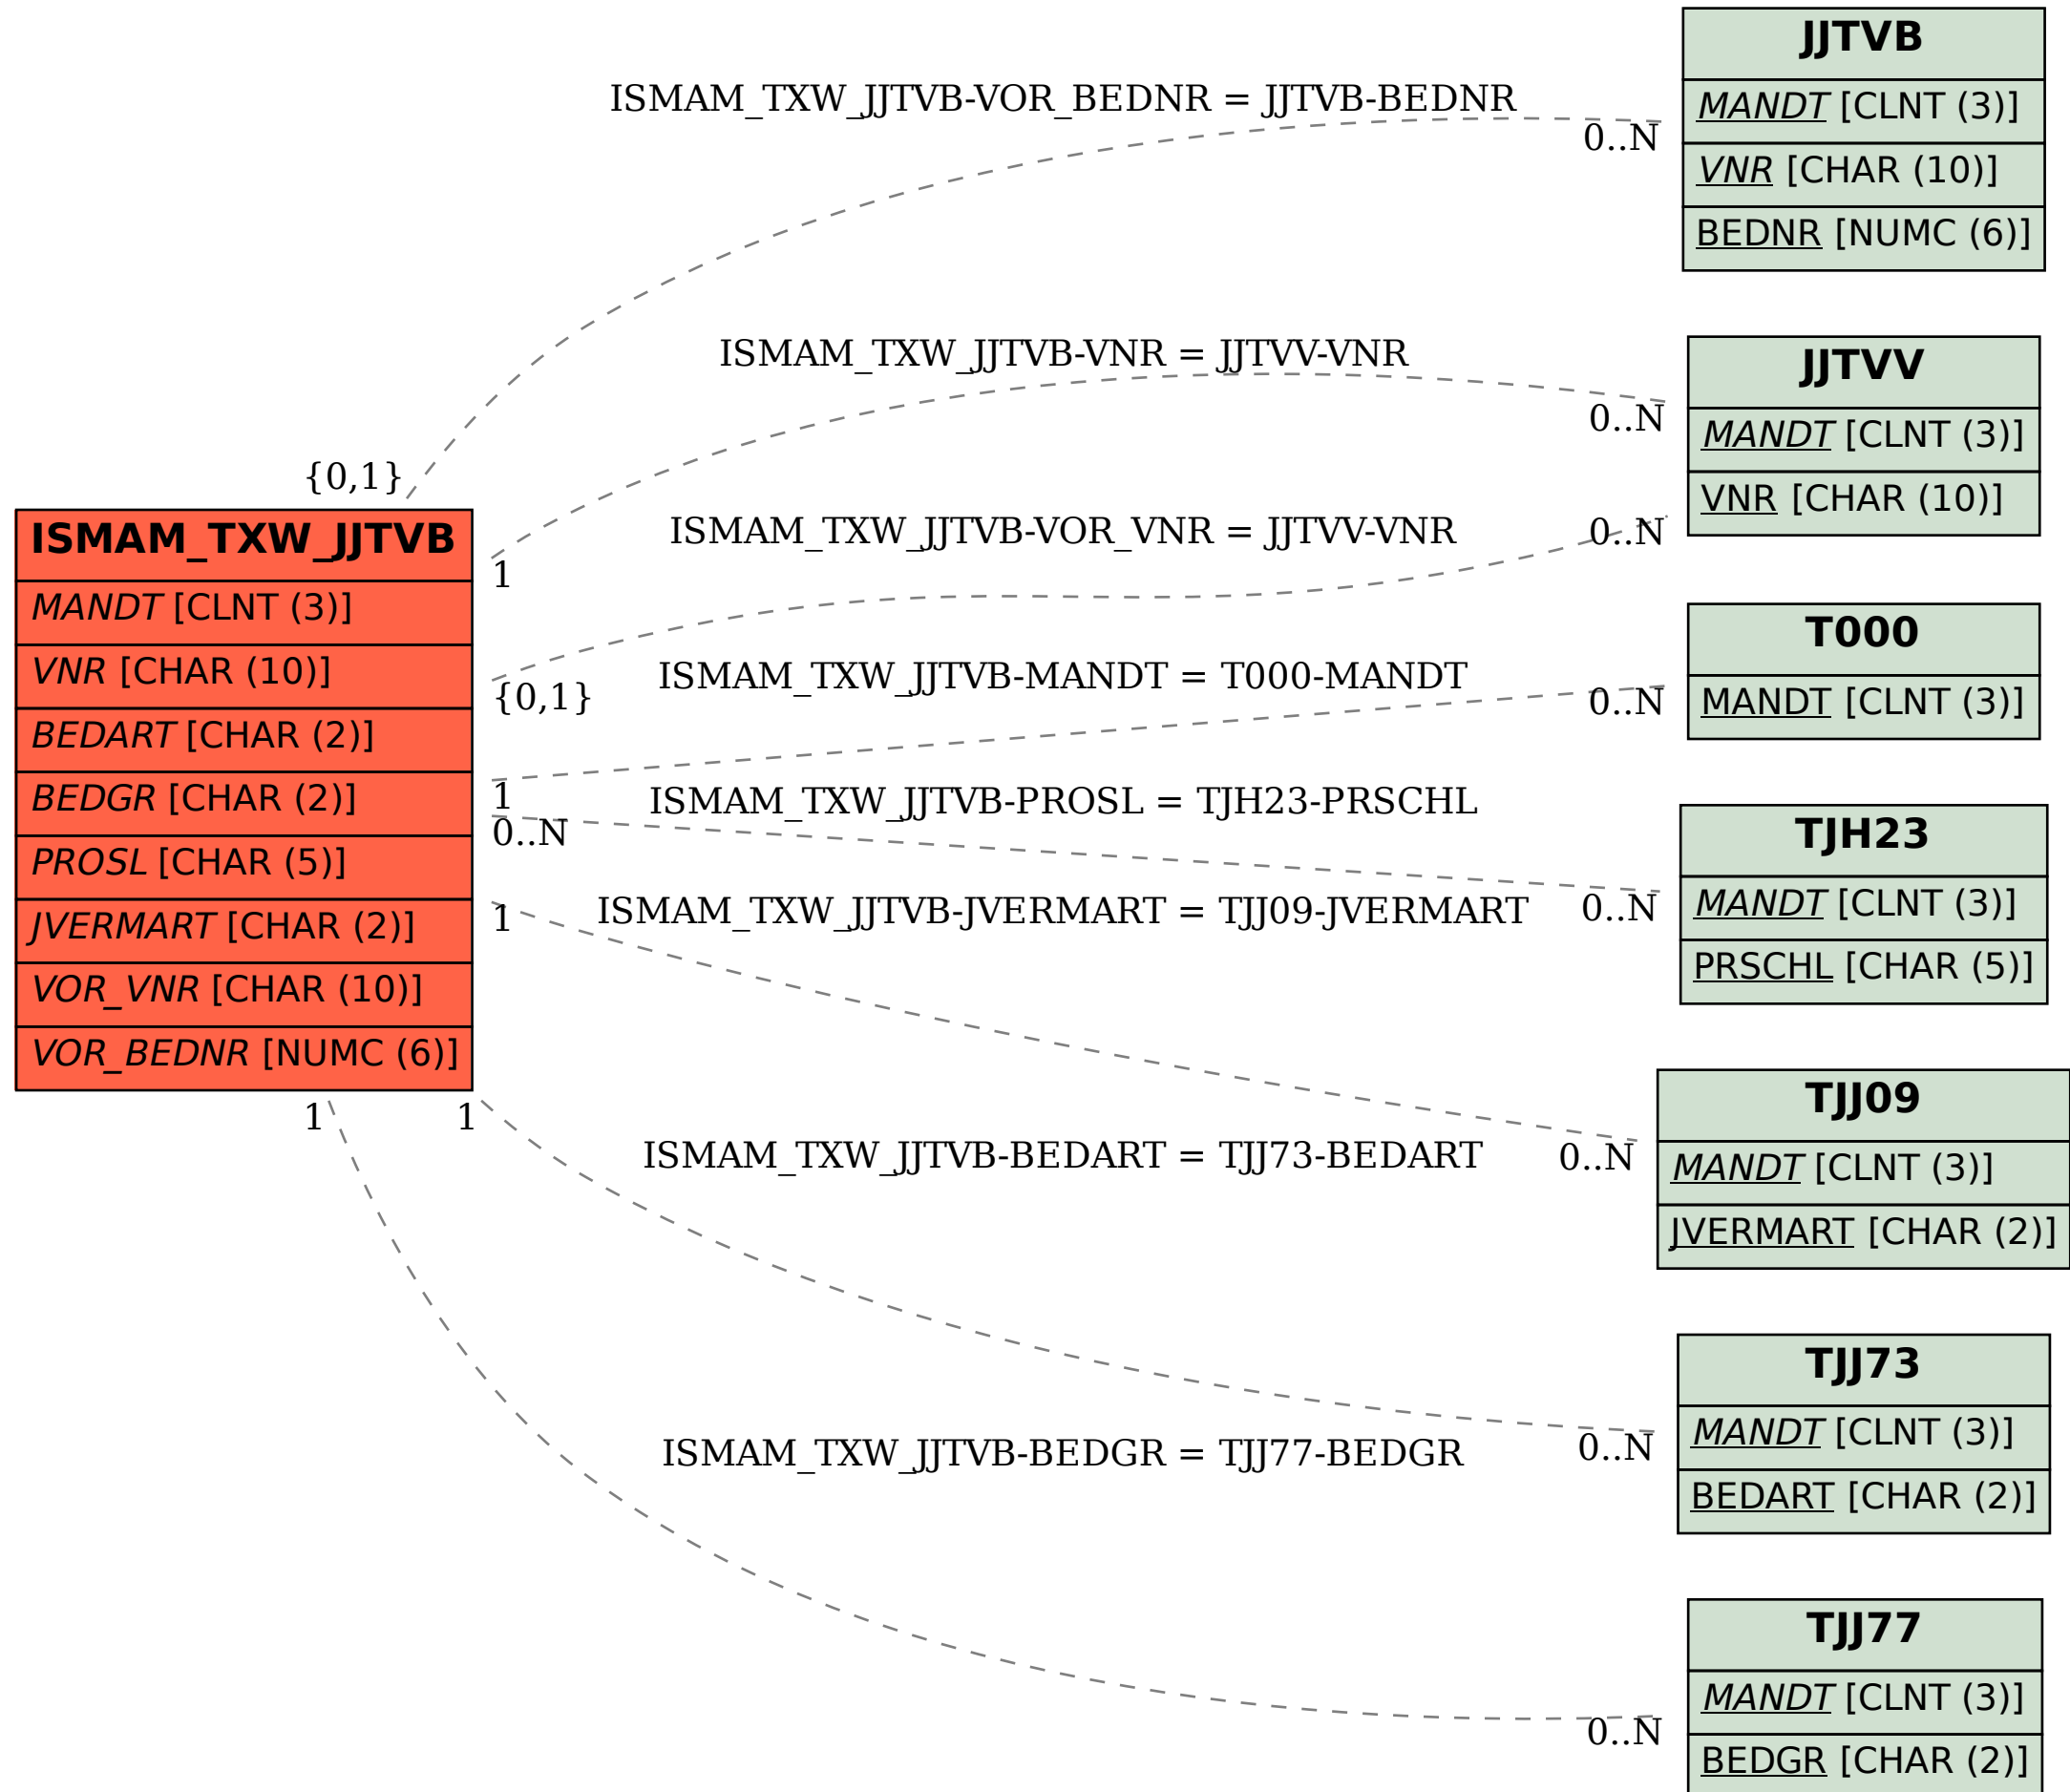 JJTVB
MANDT [CLNT (3)]
VNR [CHAR (10)]
BEDNR [NUMC (6)]
ISMAM_TXW_JJTVB-VOR_BEDNR = JJTVB-BEDNR
0..N
{0,1}
JJTVV
MANDT [CLNT (3)]
VNR [CHAR (10)]
ISMAM_TXW_JJTVB-VNR = JJTVV-VNR
0..N
1
ISMAM_TXW_JJTVB-VOR_VNR = JJTVV-VNR
0..N
{0,1}
ISMAM_TXW_JJTVB
MANDT [CLNT (3)]
VNR [CHAR (10)]
BEDART [CHAR (2)]
BEDGR [CHAR (2)]
PROSL [CHAR (5)]
JVERMART [CHAR (2)]
VOR_VNR [CHAR (10)]
VOR_BEDNR [NUMC (6)]
T000
MANDT [CLNT (3)]
ISMAM_TXW_JJTVB-MANDT = T000-MANDT
0..N
1
ISMAM_TXW_JJTVB-PROSL = TJH23-PRSCHL
0..N
0..N
TJH23
MANDT [CLNT (3)]
PRSCHL [CHAR (5)]
ISMAM_TXW_JJTVB-JVERMART = TJJ09-JVERMART
1
0..N
TJJ09
MANDT [CLNT (3)]
JVERMART [CHAR (2)]
ISMAM_TXW_JJTVB-BEDART = TJJ73-BEDART
1
0..N
TJJ73
MANDT [CLNT (3)]
BEDART [CHAR (2)]
ISMAM_TXW_JJTVB-BEDGR = TJJ77-BEDGR
1
0..N
TJJ77
MANDT [CLNT (3)]
BEDGR [CHAR (2)]